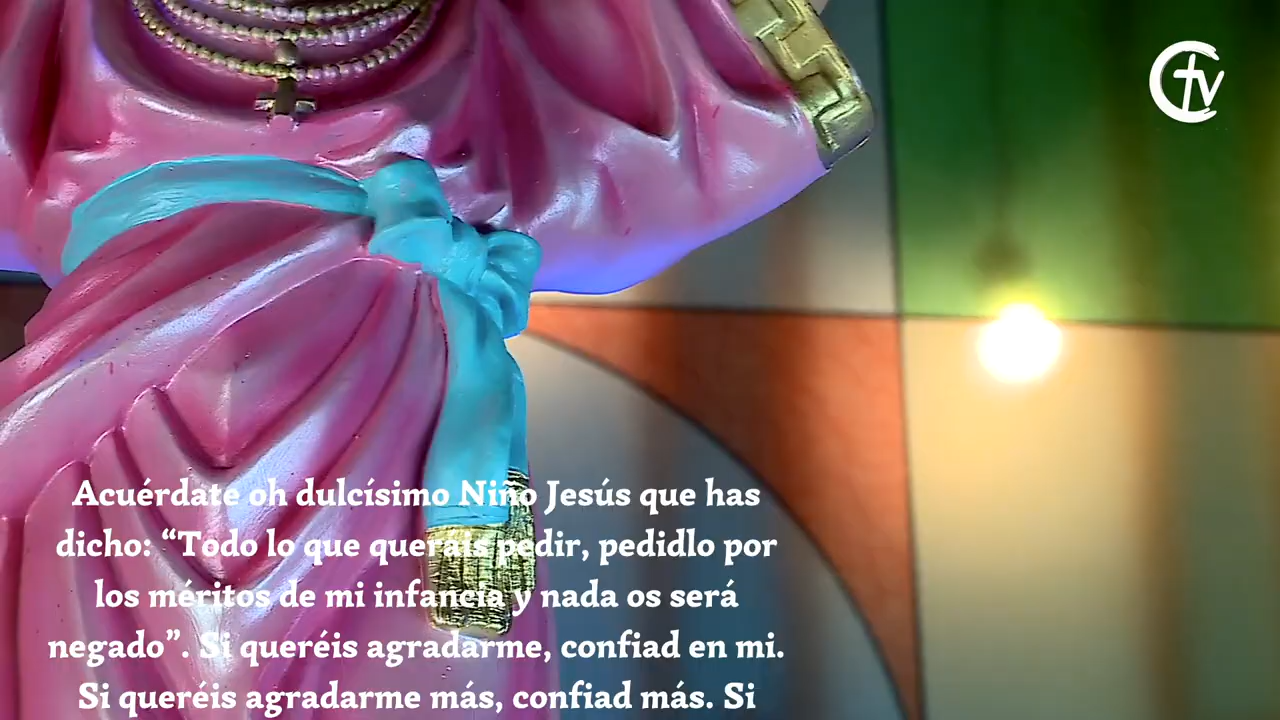 Acuérdate oh dulcísimo Niño Jesús que has
dicho: “Todo lo que queráis pedir, pedidlo por
los méritos de mi infancia y nada os será
negado”. Si queréis agradarme, confiad en mi.
Si queréis agradarme más, confiad más. Si
CTV